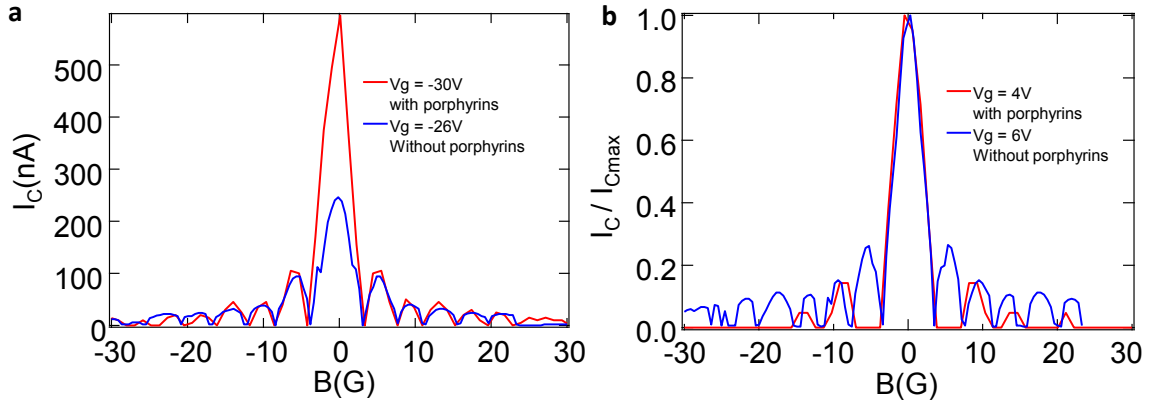 a
I_C(nA)
500
400
300
200
100
0
-30
-20
-10
0
10
20
30
B(G)
Vg = -30V
with porphyrins
Vg = -26V
Without porphyrins
b
I_C / I_Cmax
1.0
0.8
0.6
0.4
0.2
0.0
-30
-20
-10
0
10
20
30
B(G)
Vg = 4V
with porphyrins
Vg = 6V
Without porphyrins